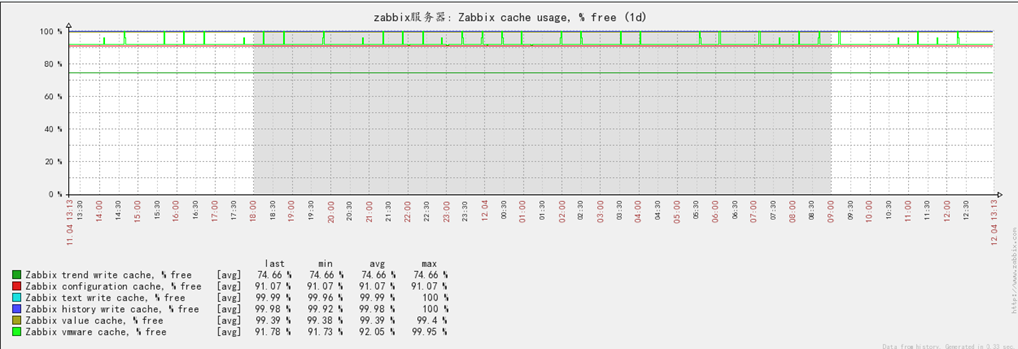 zabbix服务器: Zabbix cache usage, % free (1d)
100 %
80 %
60 %
40 %
20 %
0 %
11.04 13:13 13:30 14:00 14:30 15:00 15:30 16:00 16:30 17:00 17:30 18:00 18:30 19:00 19:30 20:00 20:30 21:00 21:30 22:00 22:30 23:00 23:30 12.04 00:30 01:00 01:30 02:00 02:30 03:00 03:30 04:00 04:30 05:00 05:30 06:00 06:30 07:00 07:30 08:00 08:30 09:00 09:30 10:00 10:30 11:00 11:30 12:00 12:30 12.04 13:13
last min avg max
Zabbix trend write cache, % free [avg] 74.66 % 74.66 % 74.66 % 74.66 %
Zabbix configuration cache, % free [avg] 91.07 % 91.07 % 91.07 % 91.07 %
Zabbix text write cache, % free [avg] 99.99 % 99.96 % 99.99 % 100 %
Zabbix history write cache, % free [avg] 99.98 % 99.92 % 99.98 % 100 %
Zabbix value cache, % free [avg] 99.39 % 99.38 % 99.39 % 99.4 %
Zabbix vmware cache, % free [avg] 91.78 % 91.73 % 92.05 % 99.95 %
http://www.zabbix.com
Data from history. Generated in 0.30 sec.